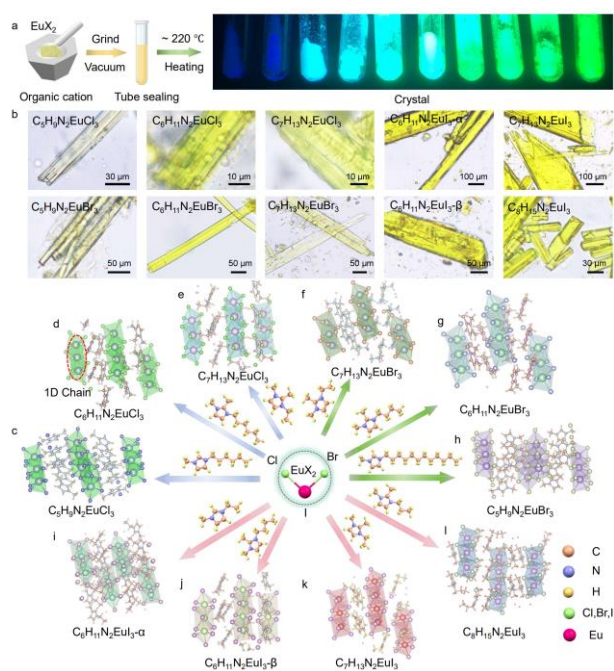 a
EuX₂
Grind
~ 220 ℃
Vacuum
Heating
Organic cation
Tube sealing
Crystal
b
C₅H₉N₂EuCl₃
30 μm
C₆H₁₁N₂EuCl₃
10 μm
C₇H₁₃N₂EuCl₃
10 μm
C₆H₁₁N₂EuI₃-α
100 μm
C₇H₁₃N₂EuI₃
100 μm
C₅H₉N₂EuBr₃
50 μm
C₆H₁₁N₂EuBr₃
50 μm
C₇H₁₃N₂EuBr₃
50 μm
C₆H₁₁N₂EuI₃-β
50 μm
C₈H₁₅N₂EuI₃
30 μm
d
1D Chain
C₆H₁₁N₂EuCl₃
e
C₇H₁₃N₂EuCl₃
f
C₇H₁₃N₂EuBr₃
g
C₆H₁₁N₂EuBr₃
c
C₅H₉N₂EuCl₃
Cl
Br
EuX₂
I
h
C₅H₉N₂EuBr₃
i
C₆H₁₁N₂EuI₃-α
j
C₆H₁₁N₂EuI₃-β
k
C₇H₁₃N₂EuI₃
l
C₈H₁₅N₂EuI₃
C
N
H
Cl,Br,I
Eu